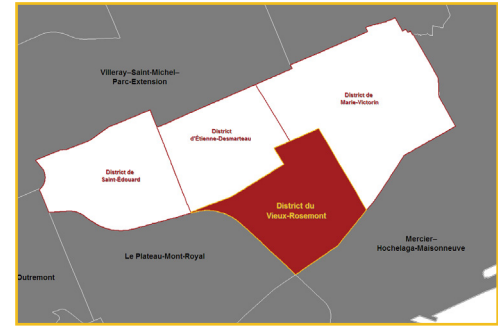 Villeray–Saint-Michel–
Parc-Extension
District de
Marie-Victorin
District
d'Étienne-Desmarteau
District de
Saint-Édouard
District du
Vieux-Rosemont
Mercier–
Hochelaga-Maisonneuve
Le Plateau-Mont-Royal
Outremont